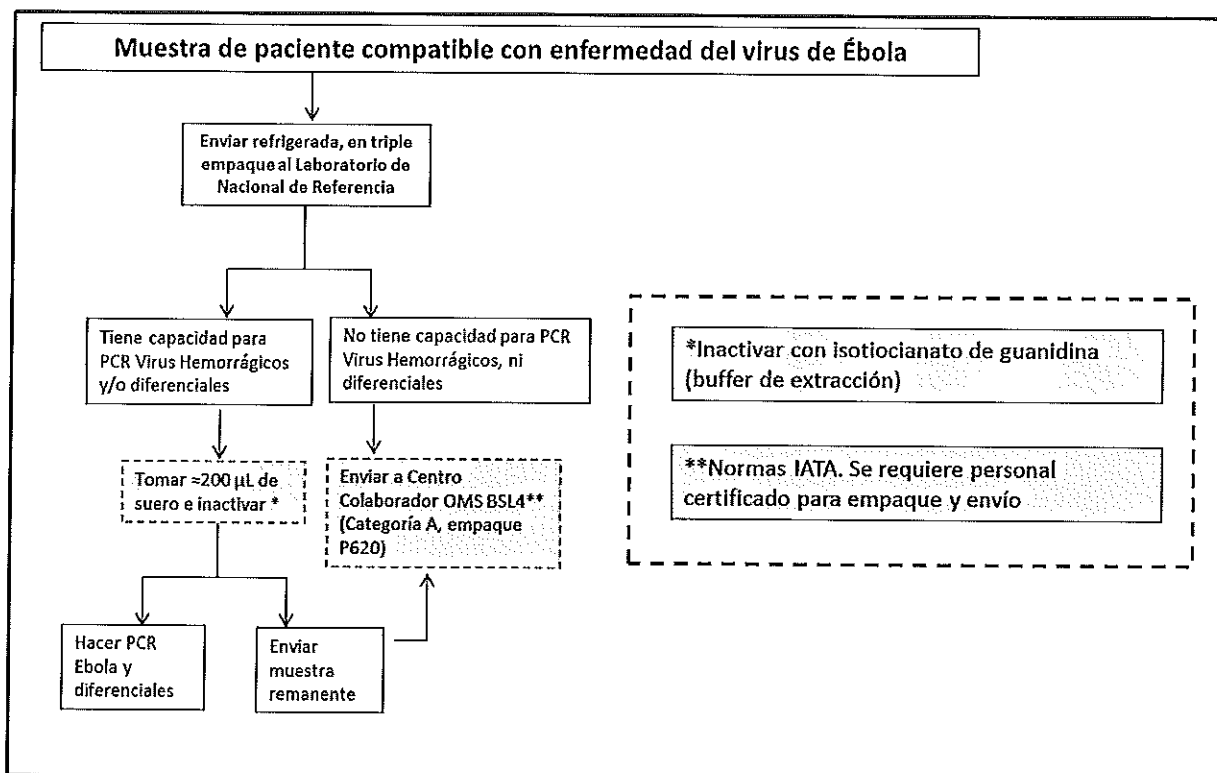 Muestra de paciente compatible con enfermedad del virus de Ébola
Enviar refrigerada, en triple
empaque al Laboratorio de
Nacional de Referencia
Tiene capacidad para
PCR Virus Hemorrágicos
y/o diferenciales
No tiene capacidad para PCR
Virus Hemorrágicos, ni
diferenciales
Tomar ≈200 µL de
suero e inactivar *
Enviar a Centro
Colaborador OMS BSL4**
(Categoría A, empaque
P620)
Hacer PCR
Ebola y
diferenciales
Enviar
muestra
remanente
*Inactivar con isotiocianato de guanidina
(buffer de extracción)
**Normas IATA. Se requiere personal
certificado para empaque y envío